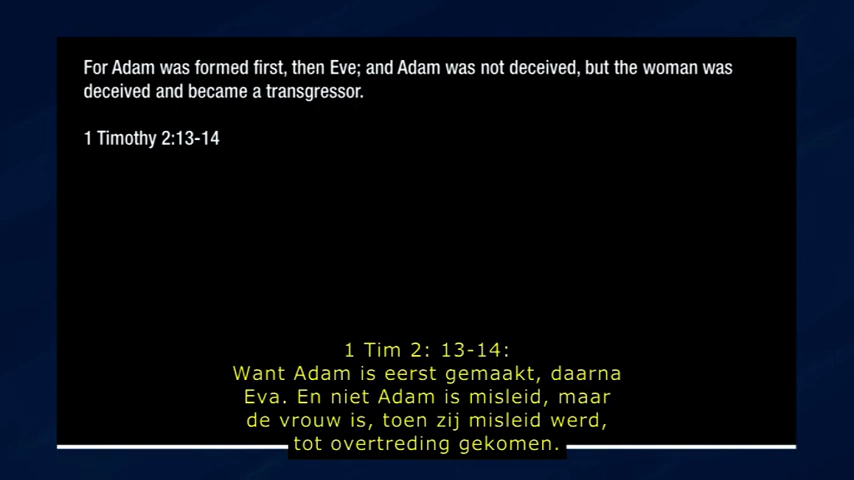 For Adam was formed first, then Eve; and Adam was not deceived, but the woman was
deceived and became a transgressor.
1 Timothy 2:13-14
1 Tim 2: 13-14:
Want Adam is eerst gemaakt, daarna
Eva. En niet Adam is misleid, maar
de vrouw is, toen zij misleid werd,
tot overtreding gekomen.